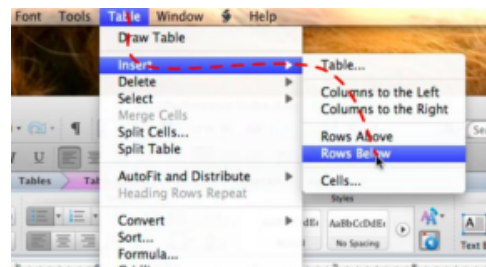 Font Tools Table Window Help
Draw Table
Insert
Table...
Delete
Columns to the Left
Select
Columns to the Right
Merge Cells
Split Cells...
Rows Above
Split Table
Rows Below
Tables
AutoFit and Distribute
Cells...
Heading Rows Repeat
Styles
Convert
AaBbCcDdEe
Sort...
No Spacing
Formula...